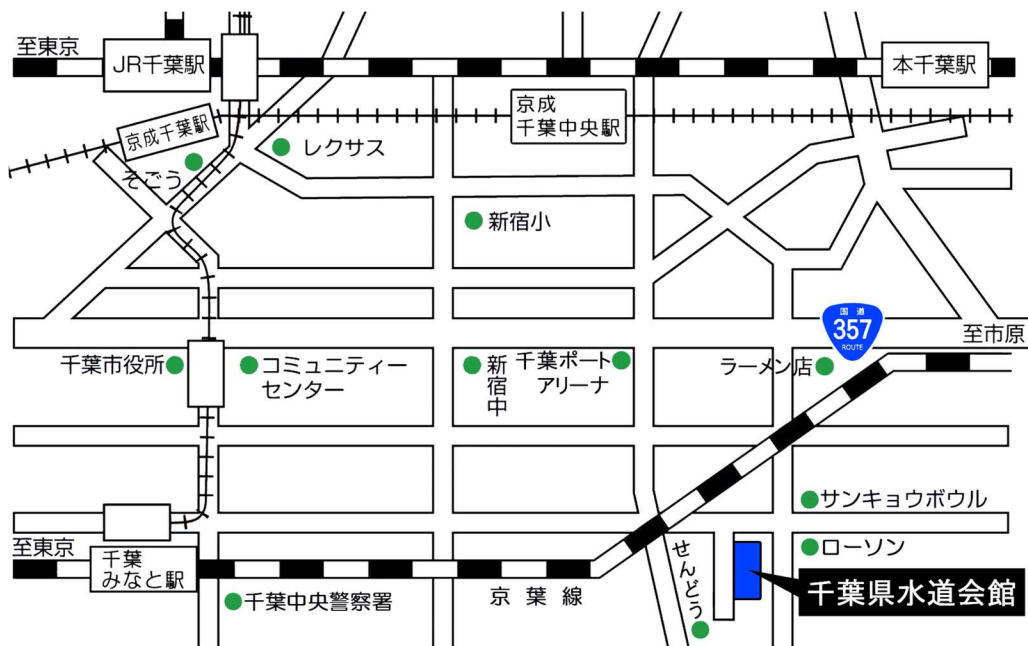 至東京
JR千葉駅
本千葉駅
京成千葉駅
京成
千葉中央駅
レクサス
そごう
新宿小
国道
357
ROUTE
至市原
千葉市役所
コミュニティー
センター
新宿中
千葉ポート
アリーナ
ラーメン店
サンキョウボウル
至東京
千葉
みなと駅
千葉中央警察署
京葉線
せんどう
ローソン
千葉県水道会館